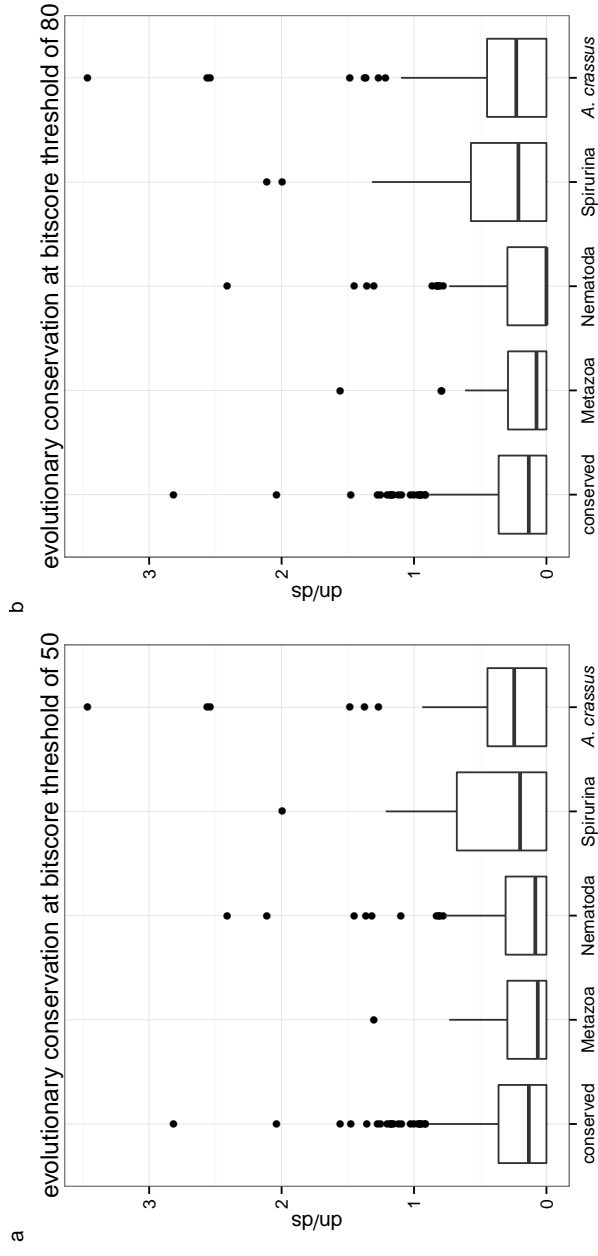 a
evolutionary conservation at bitscore threshold of 50
dn/ds
3
2
1
0
conserved
Metazoa
Nematoda
Spirurina
A. crassus
b
evolutionary conservation at bitscore threshold of 80
dn/ds
3
2
1
0
conserved
Metazoa
Nematoda
Spirurina
A. crassus